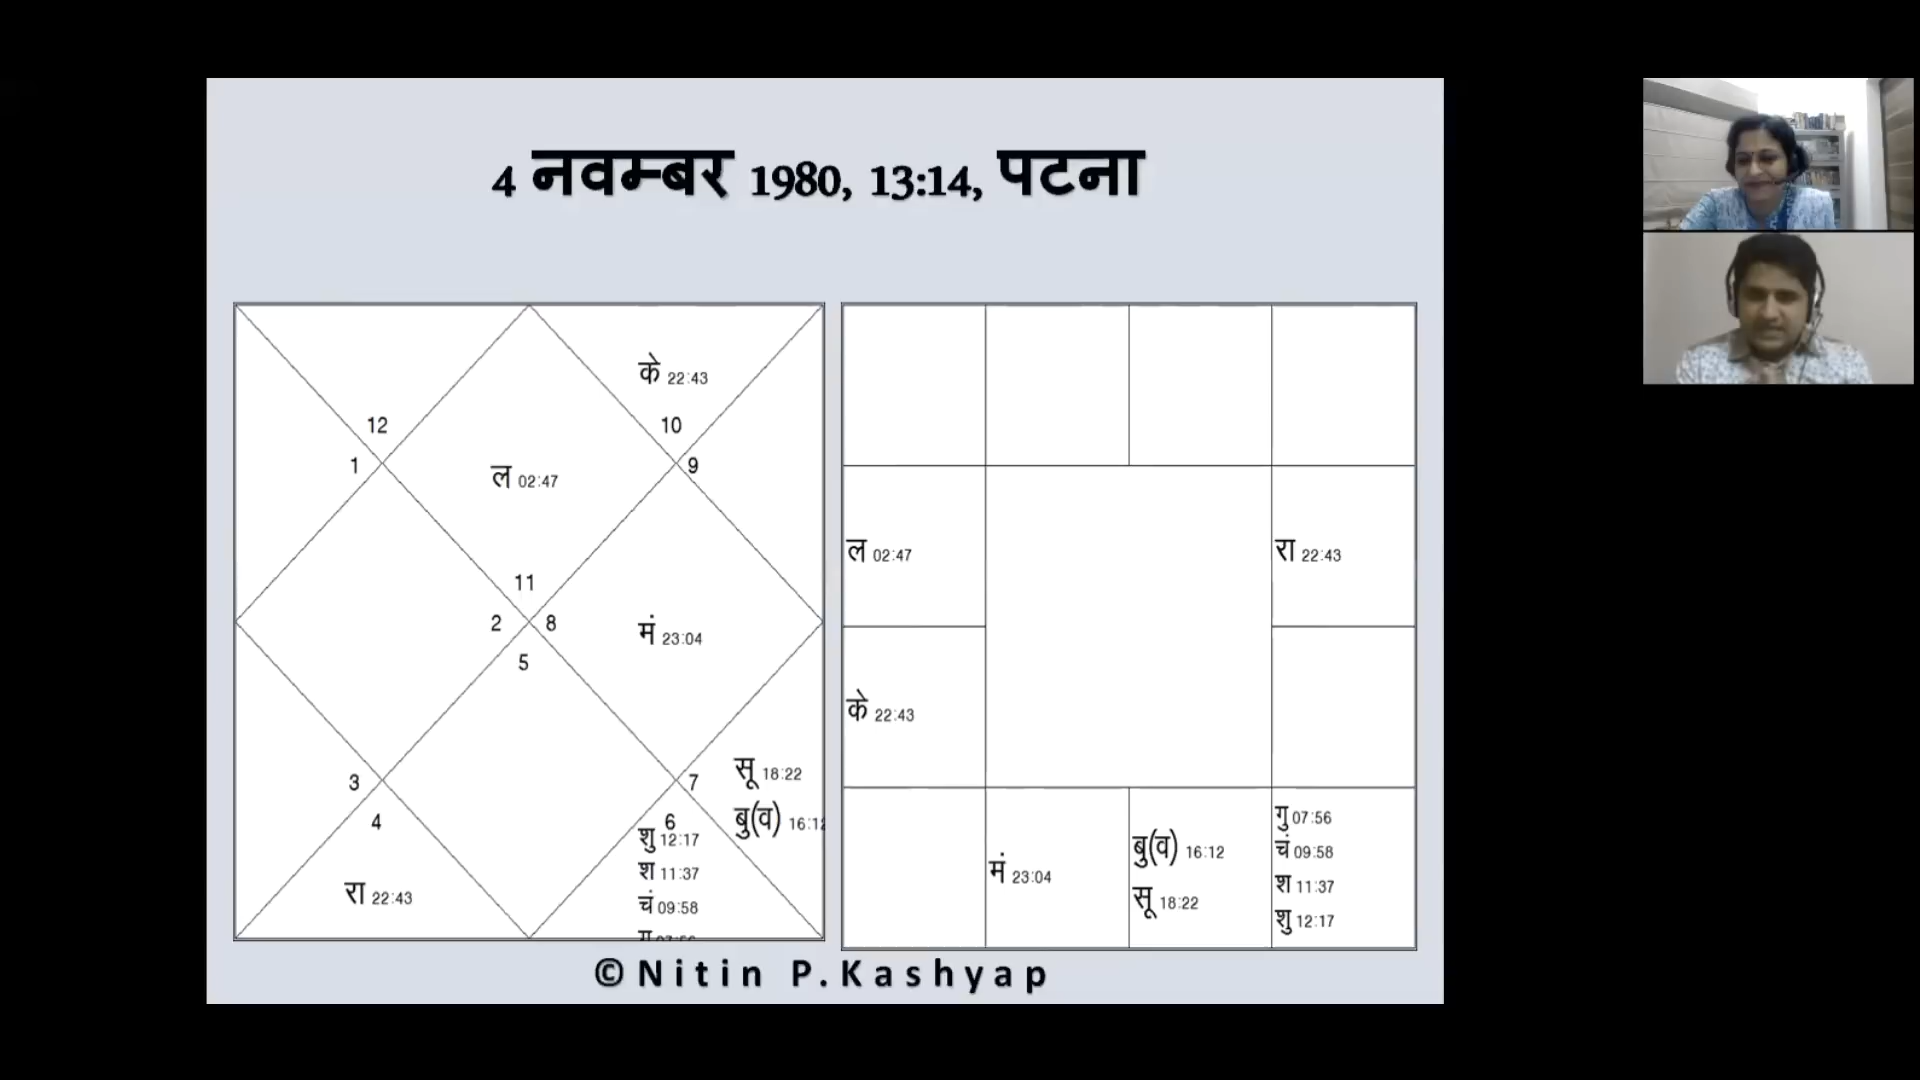 4 नवम्बर 1980, 13:14, पटना
के 22:43
12
10
1
9
ल 02:47
11
2
8
मं 23:04
5
3
7
सू 18:22
4
6
बु(व) 16:12
शु 12:17
श 11:37
रा 22:43
चं 09:58
ल 02:47
रा 22:43
के 22:43
मं 23:04
बु(व) 16:12
सू 18:22
गु 07:56
चं 09:58
श 11:37
शु 12:17
© Nitin P.Kashyap